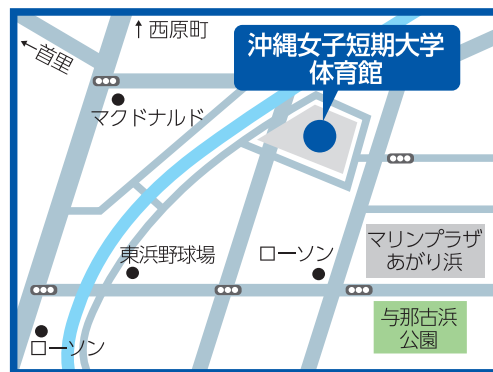 ↑西原町
←首里
沖縄女子短期大学
体育館
マクドナルド
マリンプラザ
あがり浜
東浜野球場
ローソン
与那古浜
公園
ローソン